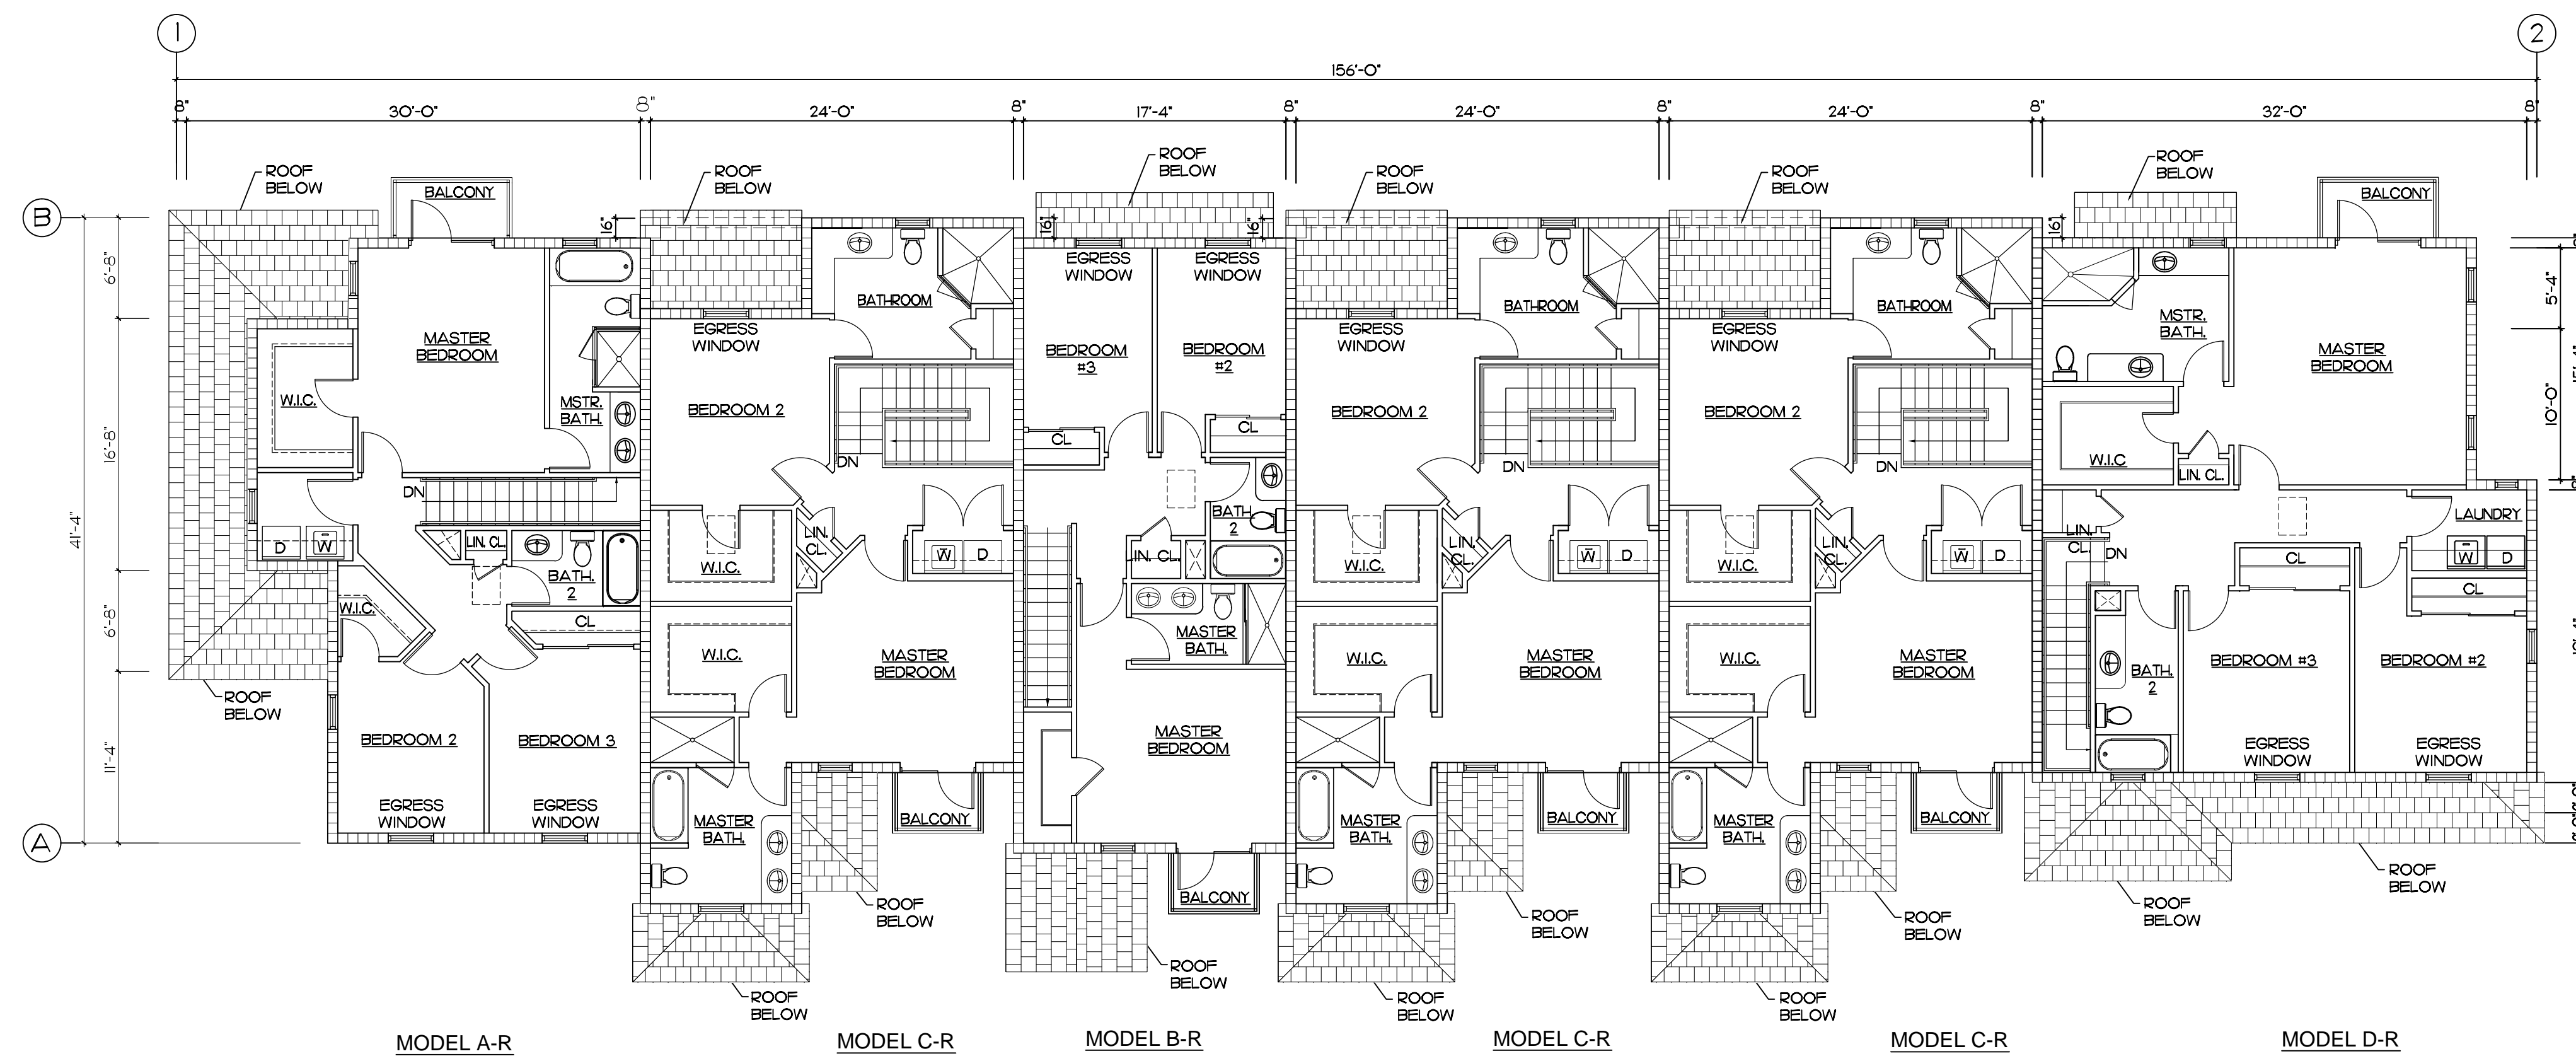 1
2
156'-0"
8"
30'-0"
8"
24'-0"
8"
17'-4"
8"
24'-0"
8"
24'-0"
8"
32'-0"
8"
B
A
41'-4"
6'-8"
16'-8"
6'-8"
11'-4"
ROOF
BELOW
BALCONY
16"
MASTER
BEDROOM
W.I.C.
MSTR.
BATH.
DN
D
W
LIN. CL.
BATH.
2
W.I.C.
CL
ROOF
BELOW
BEDROOM 2
BEDROOM 3
EGRESS
WINDOW
EGRESS
WINDOW
MODEL A-R
ROOF
BELOW
BATHROOM
EGRESS
WINDOW
BEDROOM 2
DN
LIN.
CL.
W.I.C.
W
D
W.I.C.
MASTER
BEDROOM
MASTER
BATH.
BALCONY
ROOF
BELOW
ROOF
BELOW
MODEL C-R
ROOF
BELOW
16"
16"
EGRESS
WINDOW
EGRESS
WINDOW
BEDROOM
#3
BEDROOM
#2
CL
CL
BATH.
2
LIN. CL.
MASTER
BATH.
MASTER
BEDROOM
BALCONY
ROOF
BELOW
MODEL B-R
ROOF
BELOW
BATHROOM
EGRESS
WINDOW
BEDROOM 2
DN
LIN.
CL.
W.I.C.
W
D
W.I.C.
MASTER
BEDROOM
MASTER
BATH.
BALCONY
ROOF
BELOW
ROOF
BELOW
MODEL C-R
ROOF
BELOW
BATHROOM
EGRESS
WINDOW
BEDROOM 2
DN
LIN.
CL.
W.I.C.
W
D
W.I.C.
MASTER
BEDROOM
MASTER
BATH.
BALCONY
ROOF
BELOW
ROOF
BELOW
MODEL C-R
ROOF
BELOW
BALCONY
16"
MSTR.
BATH.
MASTER
BEDROOM
W.I.C
LIN. CL.
5'-4"
10'-0"
LAUNDRY
LIN.
CL.
DN
W
D
CL
CL
BATH.
2
BEDROOM #3
BEDROOM #2
EGRESS
WINDOW
EGRESS
WINDOW
ROOF
BELOW
ROOF
BELOW
MODEL D-R